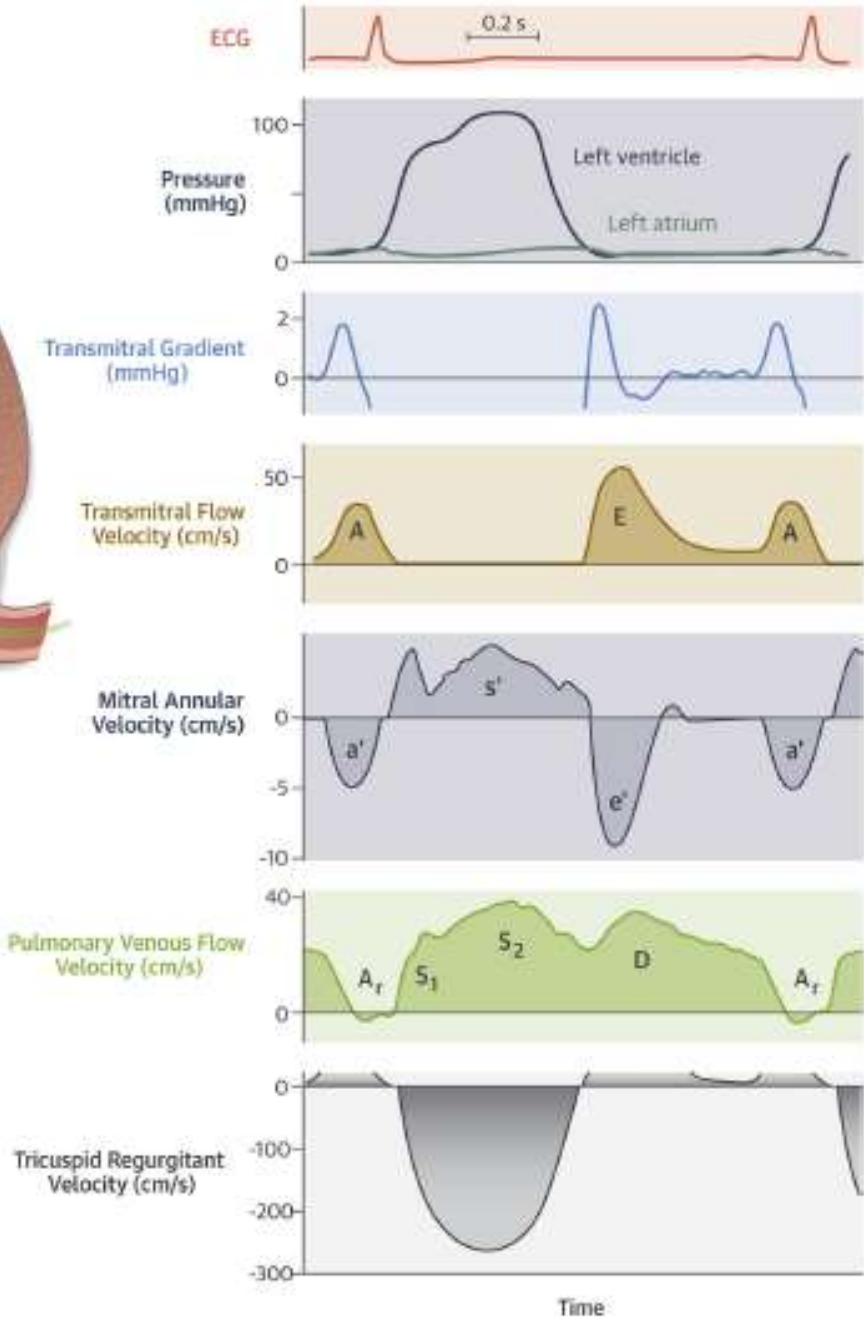 ECG
0.2 s
100
0
Pressure
(mmHg)
Left ventricle
Left atrium
2
0
Transmitral Gradient
(mmHg)
50
0
Transmitral Flow
Velocity (cm/s)
A
E
A
0
-5
-10
Mitral Annular
Velocity (cm/s)
a'
s'
e'
a'
40
0
Pulmonary Venous Flow
Velocity (cm/s)
Ar
S1
S2
D
Ar
0
-100
-200
-300
Tricuspid Regurgitant
Velocity (cm/s)
Time